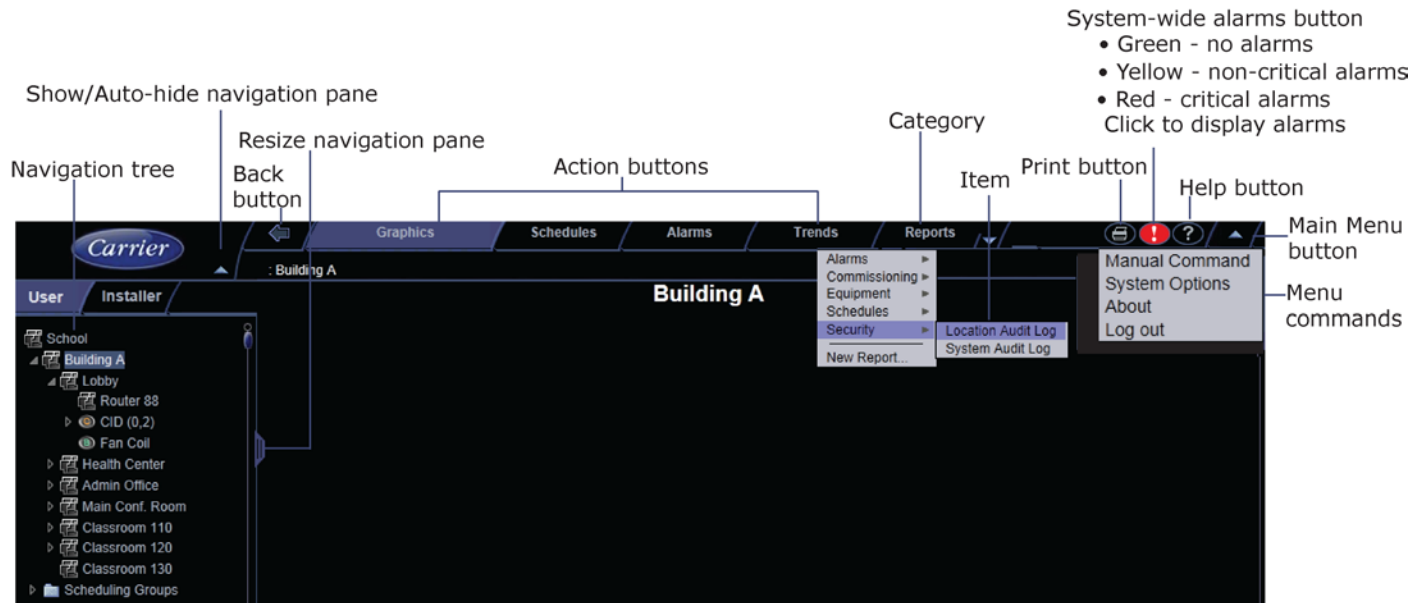 System-wide alarms button
• Green - no alarms
• Yellow - non-critical alarms
• Red - critical alarms
Click to display alarms
Show/Auto-hide navigation pane
Resize navigation pane
Category
Navigation tree
Back
button
Action buttons
Item
Print button
Help button
Main Menu
button
Menu
commands
Carrier
Graphics
Schedules
Alarms
Trends
Reports
!
?
: Building A
Building A
User
Installer
School
Building A
Lobby
Router 88
CID (0,2)
Fan Coil
Health Center
Admin Office
Main Conf. Room
Classroom 110
Classroom 120
Classroom 130
Scheduling Groups
Alarms
Commissioning
Equipment
Schedules
Security
New Report...
Location Audit Log
System Audit Log
Manual Command
System Options
About
Log out